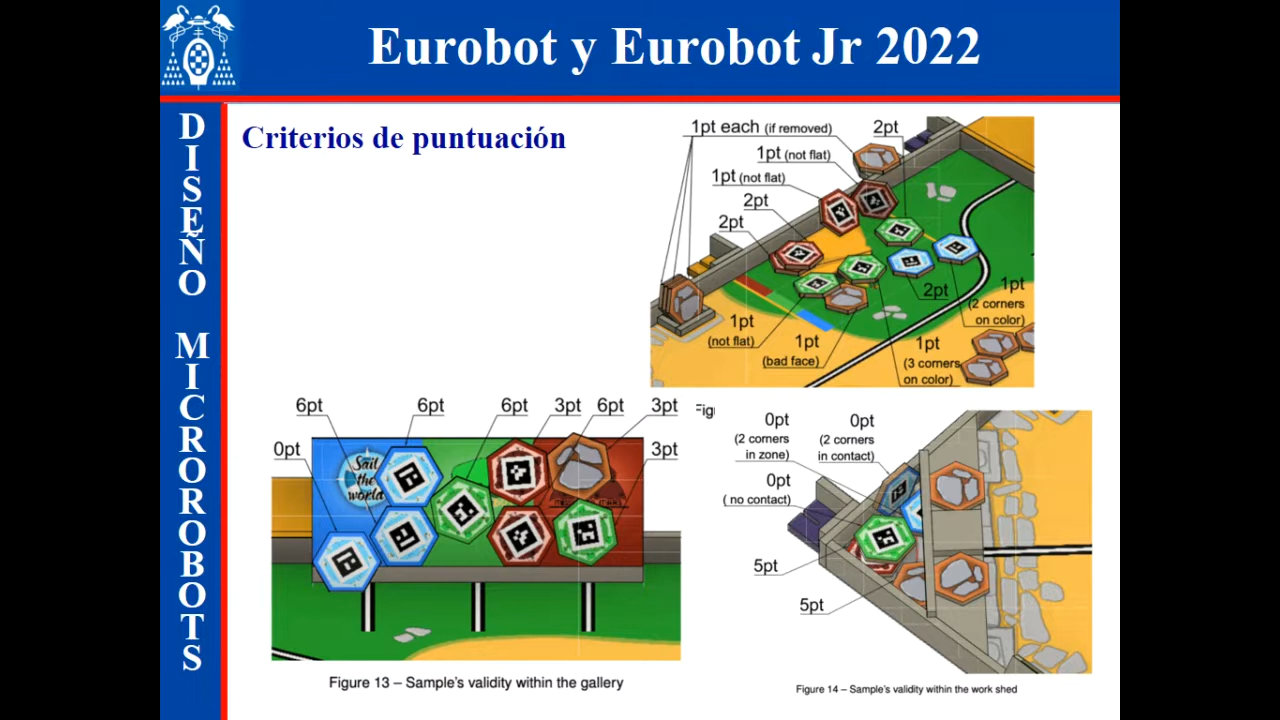 Eurobot y Eurobot Jr 2022
DISEÑO MICROROBOTS
Criterios de puntuación
1pt each (if removed)
2pt
1pt (not flat)
1pt (not flat)
2pt
2pt
2pt
1pt
(2 corners
on color)
1pt
(not flat)
1pt
(bad face)
1pt
(3 corners
on color)
6pt
6pt
6pt
3pt
6pt
3pt
0pt
3pt
Sail
the
world
Figure 13 – Sample's validity within the gallery
Figu
0pt
(2 corners
in zone)
0pt
(2 corners
in contact)
0pt
( no contact)
5pt
5pt
Figure 14 – Sample's validity within the work shed